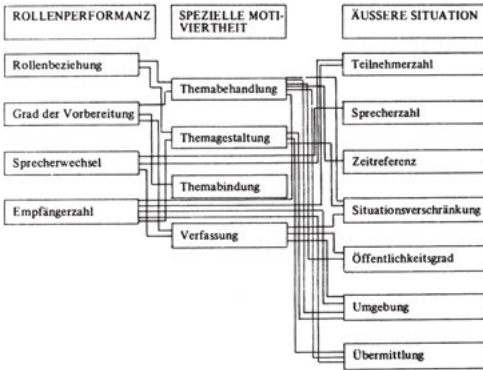 ROLLENPERFORMANZ
SPEZIELLE MOTI-
VIERTHEIT
ÄUSSERE SITUATION
Rollenbeziehung
Grad der Vorbereitung
Sprecherwechsel
Empfängerzahl
Themabehandlung
Themagestaltung
Themabindung
Verfassung
Teilnehmerzahl
Sprecherzahl
Zeitreferenz
Situationsverschränkung
Öffentlichkeitsgrad
Umgebung
Übermittlung